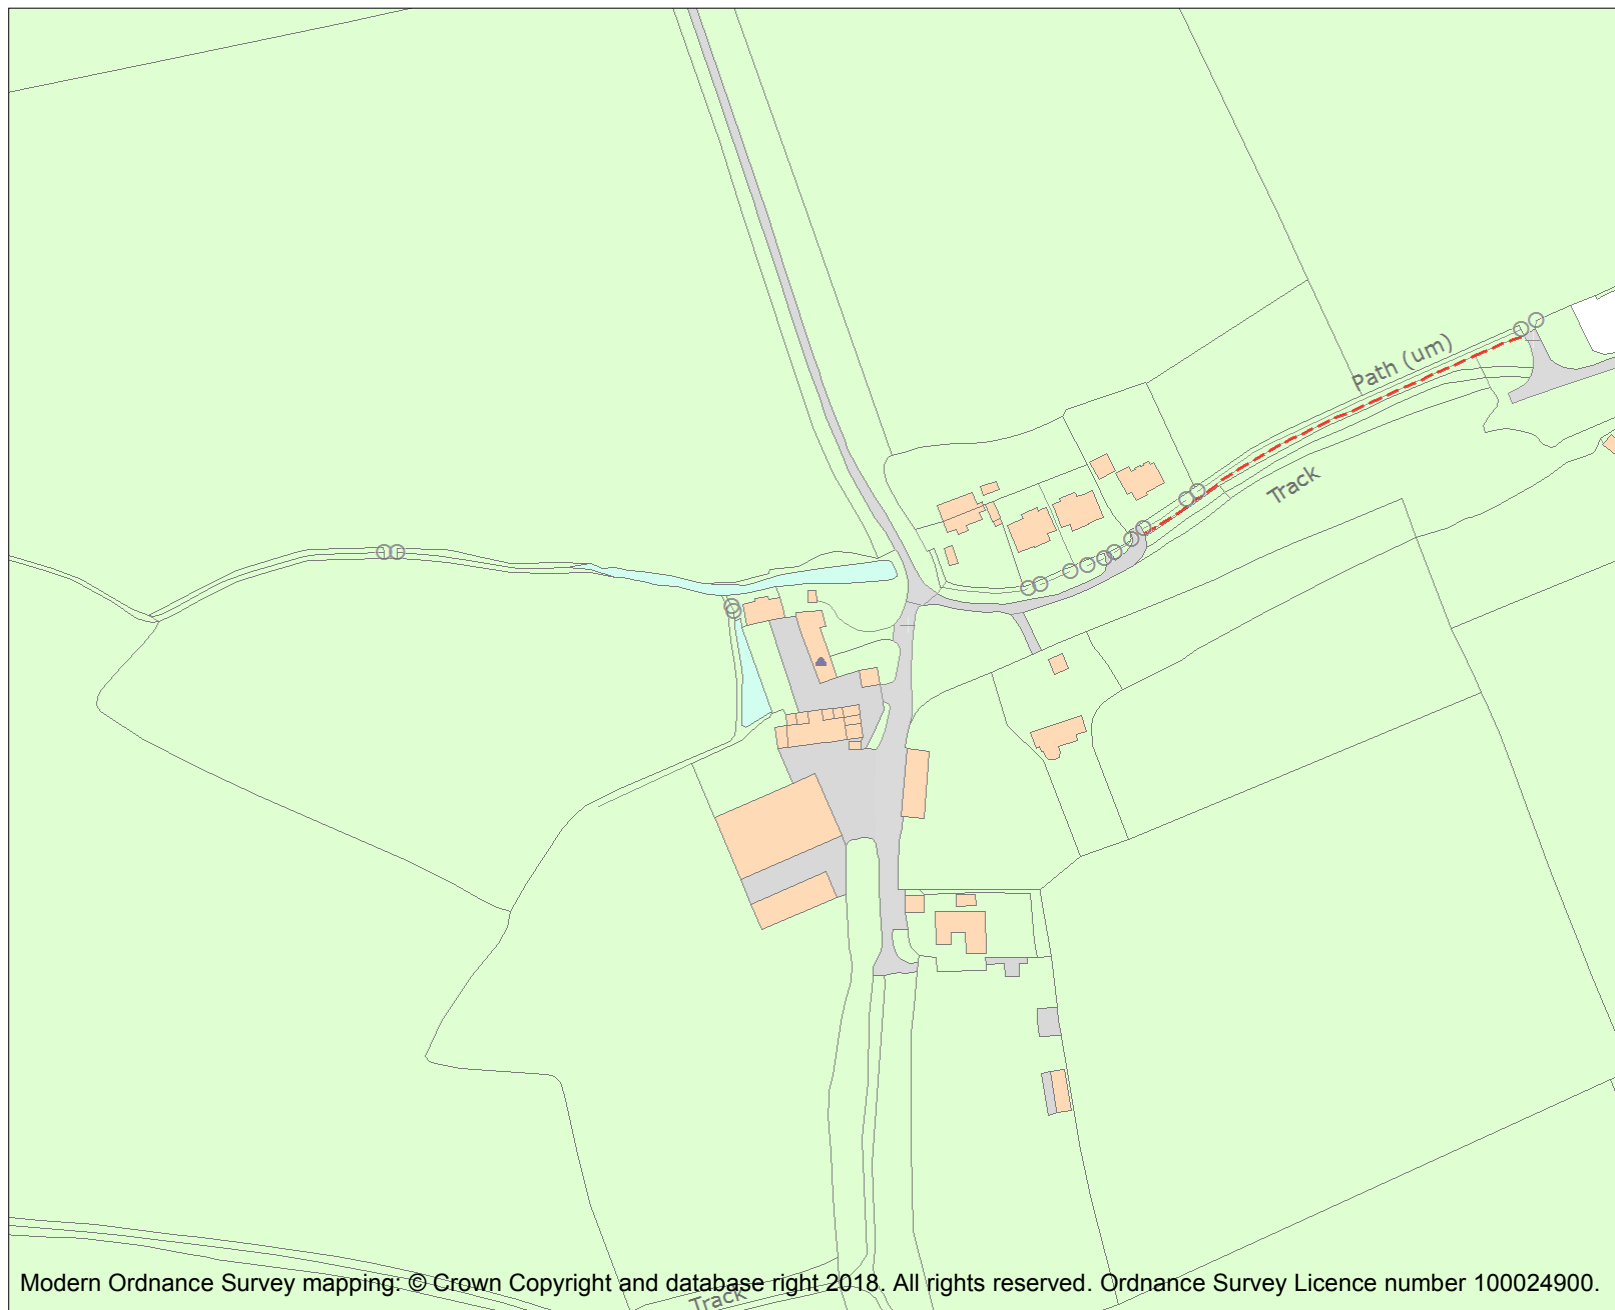 Path (um)
Track
Modern Ordnance Survey mapping: © Crown Copyright and database right 2018. All rights reserved. Ordnance Survey Licence number 100024900.
Track